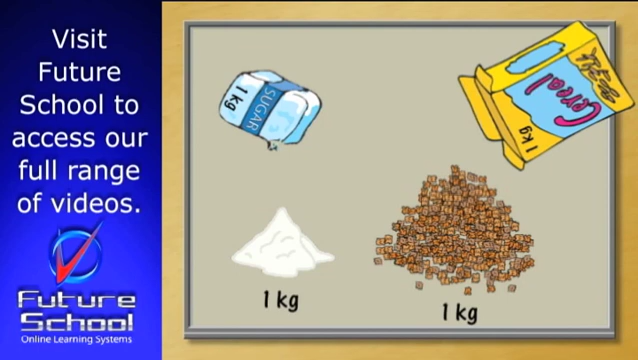 Visit
Future
School to
access our
full range
of videos.
Future
School
Online Learning Systems
SUGAR
1 kg
Cereal
1 kg
1 kg
1 kg